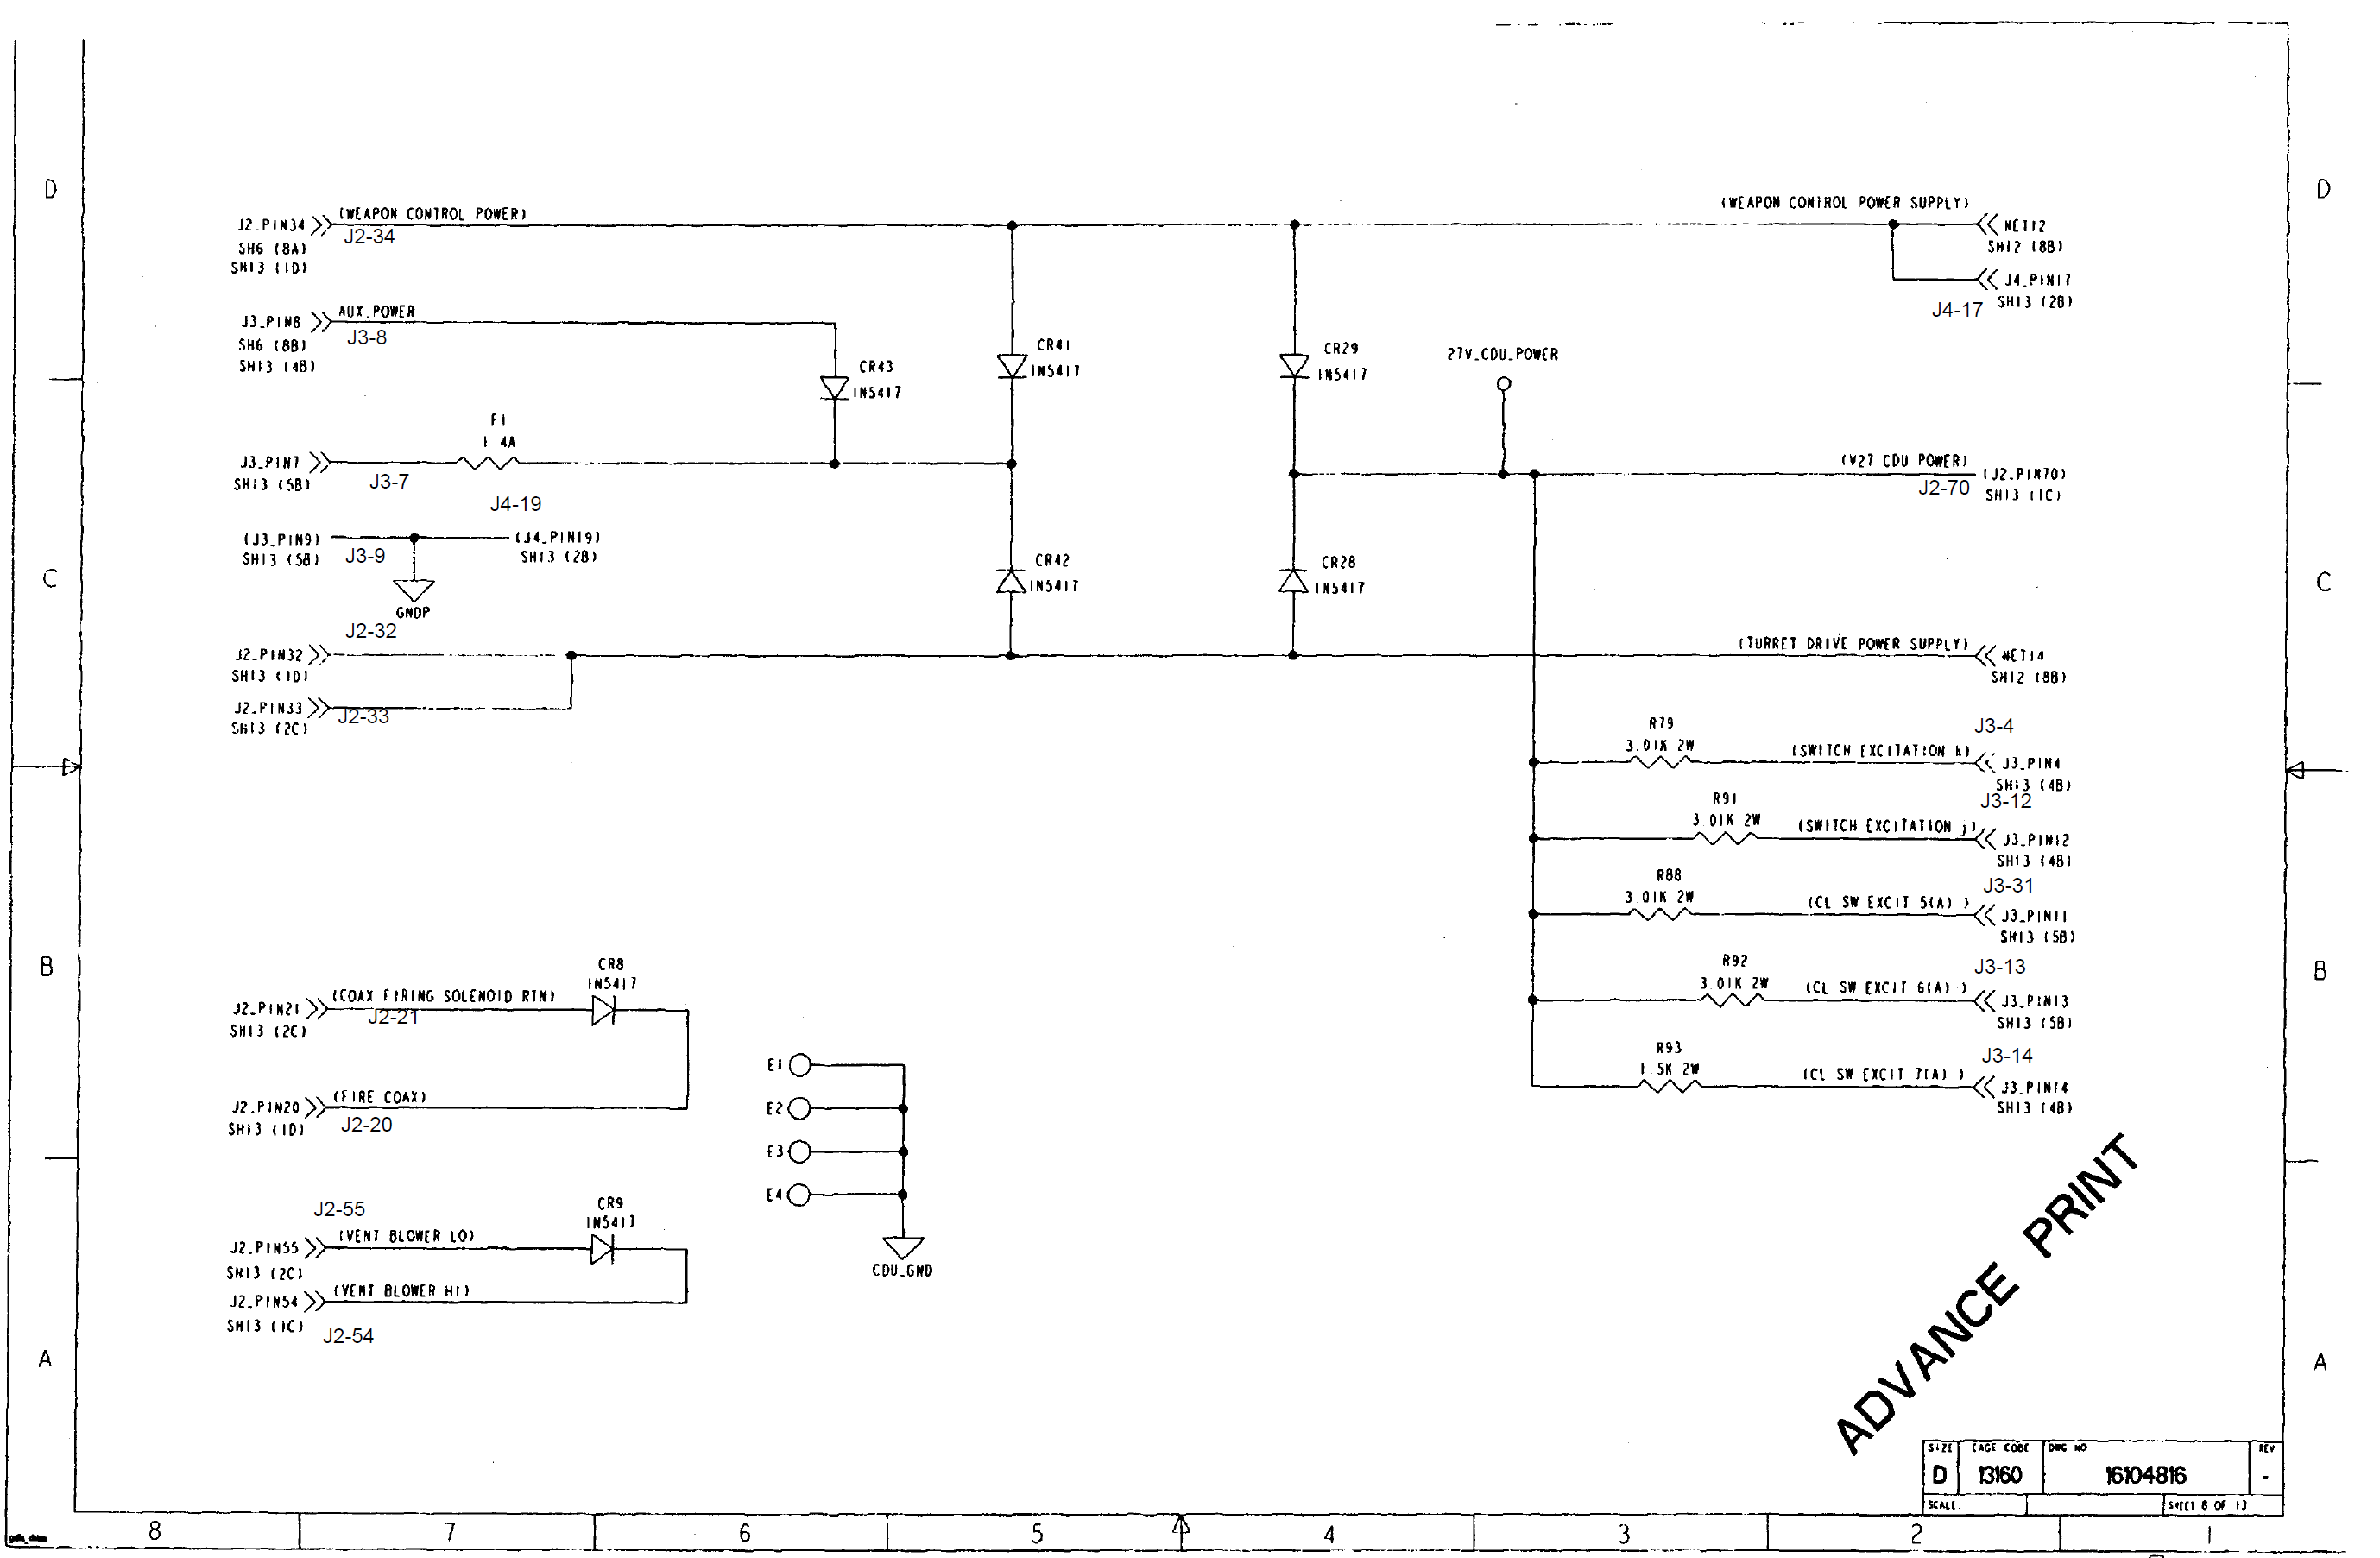 D
D
(WEAPON CONTROL POWER)
J2_PIN34
J2-34
SH6 (8A)
SH13 (1D)
(WEAPON CONTROL POWER SUPPLY)
NET12
SH12 (8B)
J4_PIN17
J4-17
SH13 (2B)
AUX_POWER
J3_PIN8
J3-8
SH6 (8B)
SH13 (4B)
CR43
1N5417
CR41
1N5417
CR29
1N5417
27V_CDU_POWER
F1
1.4A
J3_PIN7
SH13 (5B)
J3-7
J4-19
(V27 CDU POWER)
(J2_PIN70)
J2-70
SH13 (1C)
(J3_PIN9)
SH13 (5B)
J3-9
(J4_PIN19)
SH13 (2B)
GNDP
C
C
CR42
1N5417
CR28
1N5417
J2-32
J2_PIN32
SH13 (1D)
J2_PIN33
J2-33
SH13 (2C)
(TURRET DRIVE POWER SUPPLY)
NET14
SH12 (8B)
R79
3.01K 2W
(SWITCH EXCITATION h)
J3-4
J3_PIN4
SH13 (4B)
J3-12
R91
3.01K 2W
(SWITCH EXCITATION j)
J3_PIN12
SH13 (4B)
J3-31
R88
3.01K 2W
(CL SW EXCIT 5(A) )
J3_PIN11
SH13 (5B)
J3-13
R92
3.01K 2W
(CL SW EXCIT 6(A) )
J3_PIN13
SH13 (5B)
J3-14
R93
1.5K 2W
(CL SW EXCIT 7(A) )
J3_PIN14
SH13 (4B)
B
B
CR8
1N5417
(COAX FIRING SOLENOID RTN)
J2_PIN21
J2-21
SH13 (2C)
J2_PIN20
(FIRE COAX)
SH13 (1D)
J2-20
E1
E2
E3
E4
CDU_GND
J2-55
CR9
1N5417
J2_PIN55
(VENT BLOWER LO)
SH13 (2C)
J2_PIN54
(VENT BLOWER HI)
SH13 (1C)
J2-54
A
A
ADVANCE PRINT
SIZE
D
CAGE CODE
13160
DWG NO
16104816
REV
-
SCALE
SHEET 8 OF 13
8 7 6 5 4 3 2 1